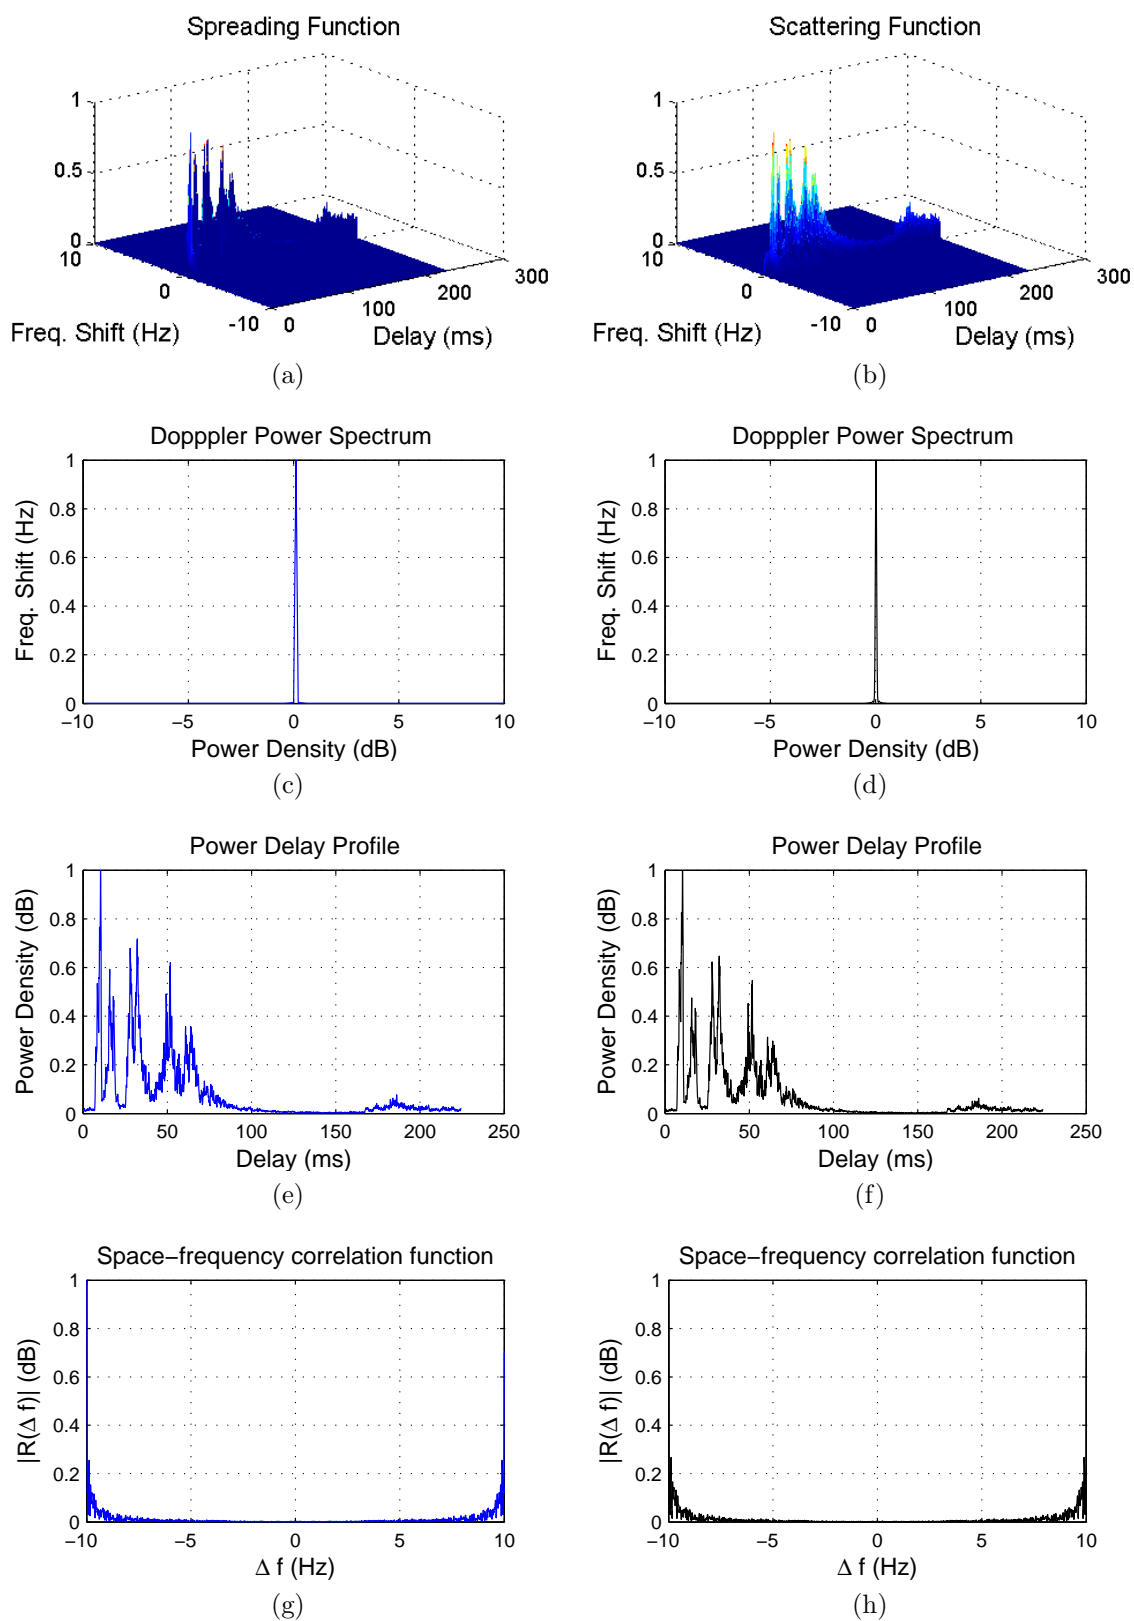 Spreading Function
1
0.5
0
10
0
-10
0
100
200
300
Freq. Shift (Hz)
Delay (ms)
(a)
Scattering Function
1
0.5
0
10
0
-10
0
100
200
300
Freq. Shift (Hz)
Delay (ms)
(b)
Dopppler Power Spectrum
1
0.8
0.6
0.4
0.2
0
Freq. Shift (Hz)
−10 −5 0 5 10
Power Density (dB)
(c)
Dopppler Power Spectrum
1
0.8
0.6
0.4
0.2
0
Freq. Shift (Hz)
−10 −5 0 5 10
Power Density (dB)
(d)
Power Delay Profile
1
0.8
0.6
0.4
0.2
0
Power Density (dB)
0 50 100 150 200 250
Delay (ms)
(e)
Power Delay Profile
1
0.8
0.6
0.4
0.2
0
Power Density (dB)
0 50 100 150 200 250
Delay (ms)
(f)
Space−frequency correlation function
1
0.8
0.6
0.4
0.2
0
|R(Δ f)| (dB)
−10 −5 0 5 10
Δ f (Hz)
(g)
Space−frequency correlation function
1
0.8
0.6
0.4
0.2
0
|R(Δ f)| (dB)
−10 −5 0 5 10
Δ f (Hz)
(h)